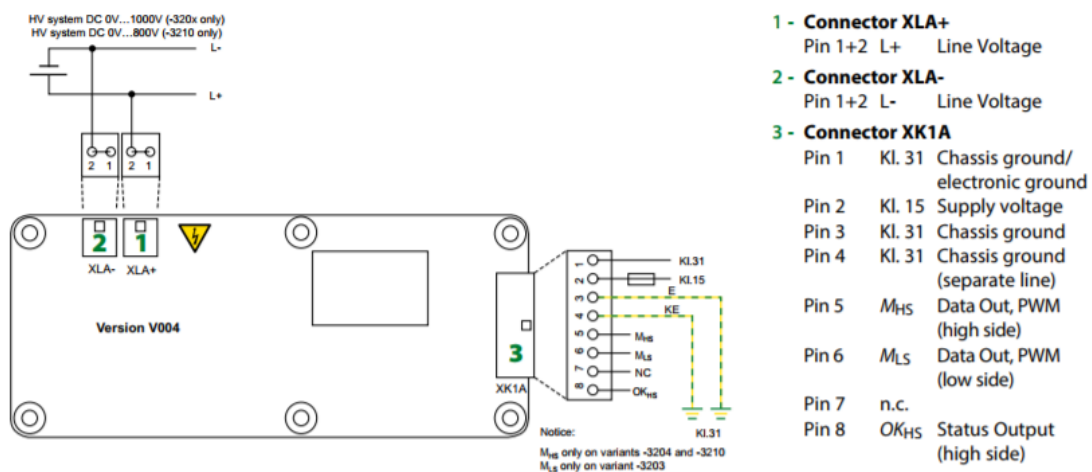 HV system DC 0V...1000V (-320x only)
HV system DC 0V...800V (-3210 only)
L-
L+
2 1 2 1
2 1
XLA- XLA+
Version V004
3
XK1A
1 Kl.31
2 Kl.15
3 E
4 KE
5 MHS
6 MLS
7 NC
8 OKHS
Kl.31
Notice:
MHS only on variants -3204 and -3210
MLS only on variant -3203
1 - Connector XLA+
Pin 1+2 L+ Line Voltage
2 - Connector XLA-
Pin 1+2 L- Line Voltage
3 - Connector XK1A
Pin 1 Kl. 31 Chassis ground/
electronic ground
Pin 2 Kl. 15 Supply voltage
Pin 3 Kl. 31 Chassis ground
Pin 4 Kl. 31 Chassis ground
(separate line)
Pin 5 MHS Data Out, PWM
(high side)
Pin 6 MLS Data Out, PWM
(low side)
Pin 7 n.c.
Pin 8 OKHS Status Output
(high side)